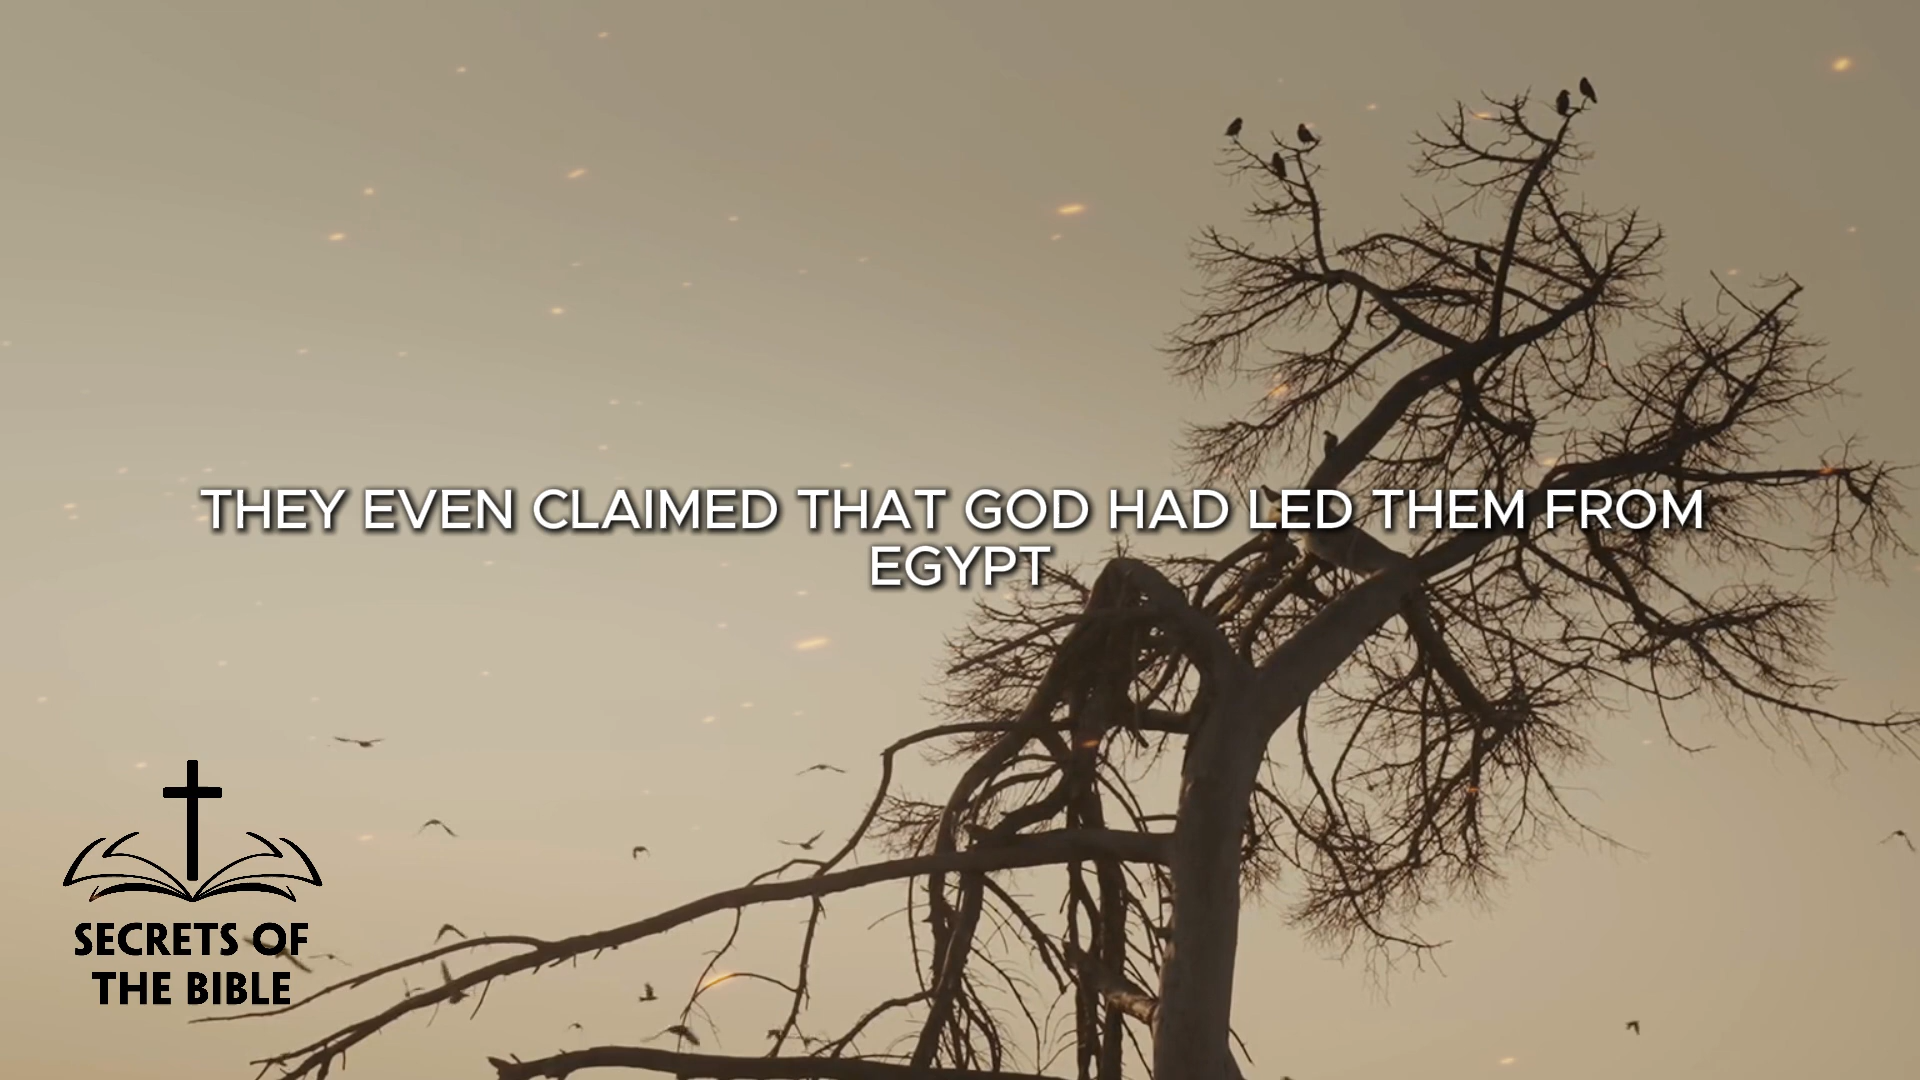 THEY EVEN CLAIMED THAT GOD HAD LED THEM FROM
EGYPT
SECRETS OF
THE BIBLE